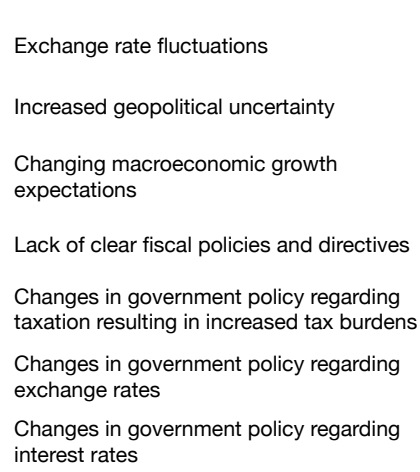 Exchange rate fluctuations
Increased geopolitical uncertainty
Changing macroeconomic growth
expectations
Lack of clear fiscal policies and directives
Changes in government policy regarding
taxation resulting in increased tax burdens
Changes in government policy regarding
exchange rates
Changes in government policy regarding
interest rates